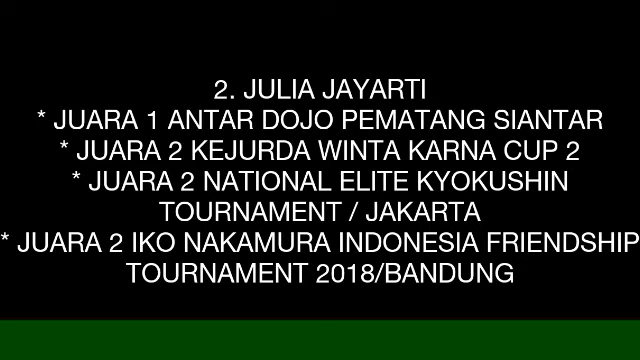 2. JULIA JAYARTI
* JUARA 1 ANTAR DOJO PEMATANG SIANTAR
* JUARA 2 KEJURDA WINTA KARNA CUP 2
* JUARA 2 NATIONAL ELITE KYOKUSHIN
TOURNAMENT / JAKARTA
* JUARA 2 IKO NAKAMURA INDONESIA FRIENDSHIP
TOURNAMENT 2018/BANDUNG